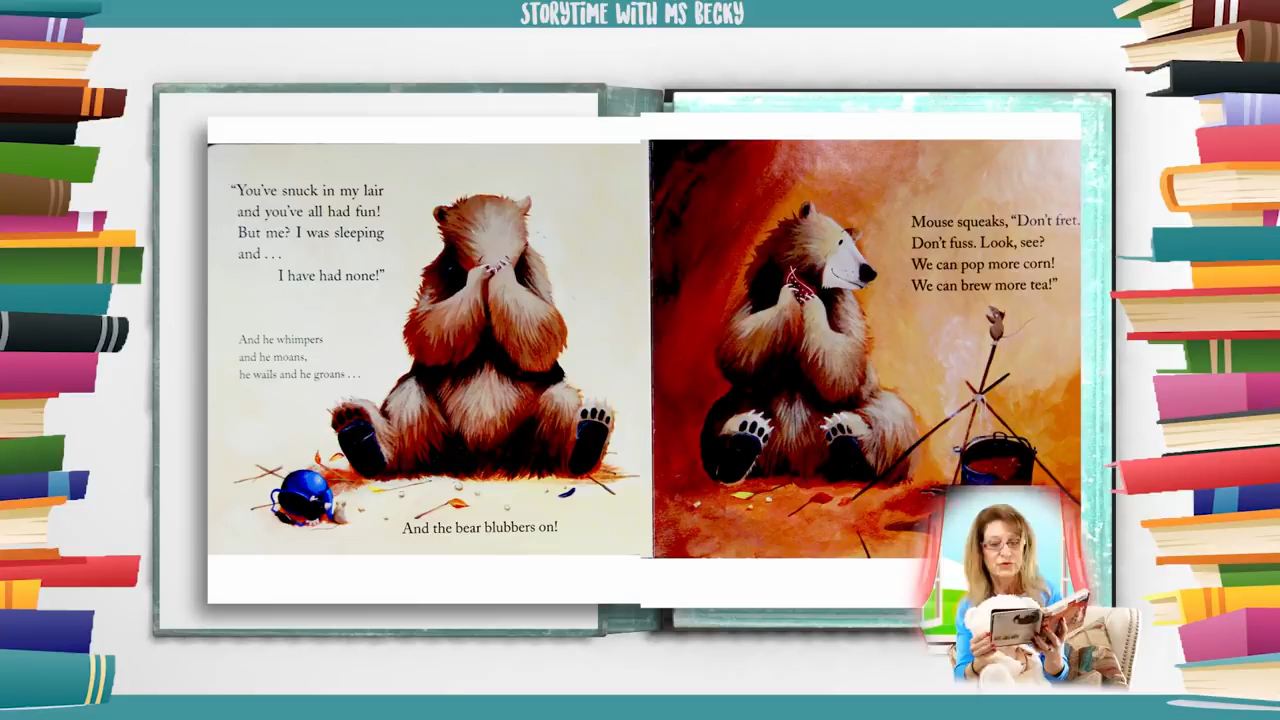 STORYTIME WITH MS BECKY
“You’ve snuck in my lair
and you’ve all had fun!
But me? I was sleeping
and . . .
I have had none!”
And he whimpers
and he moans,
he wails and he groans . . .
And the bear blubbers on!
Mouse squeaks, “Don’t fret.
Don’t fuss. Look, see?
We can pop more corn!
We can brew more tea!”